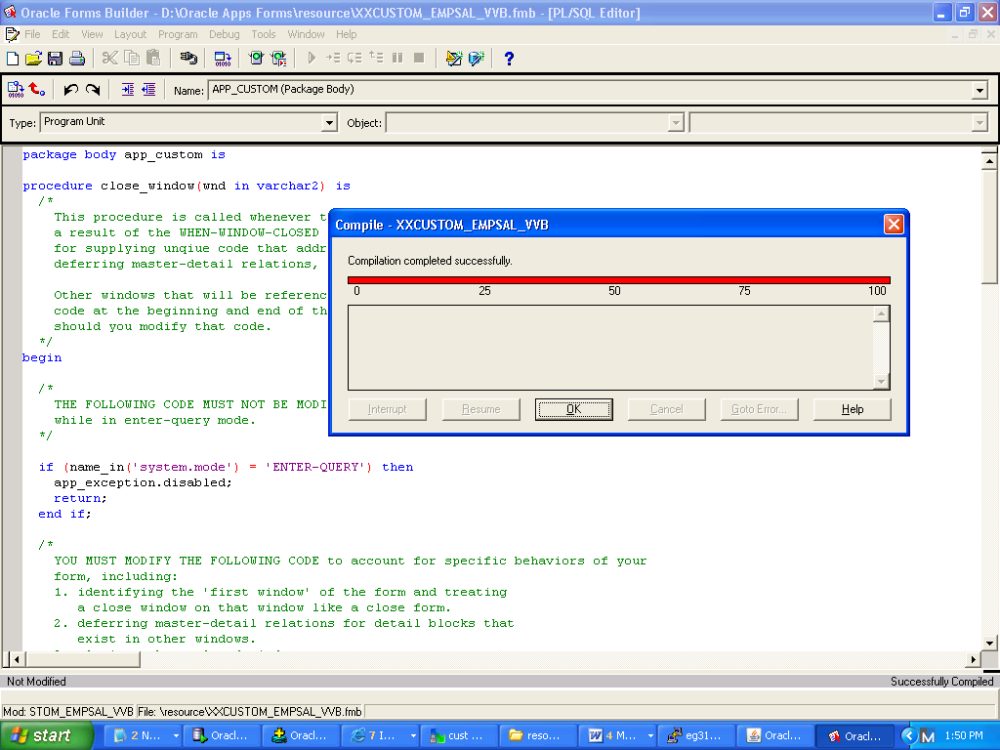 Oracle Forms Builder - D:\Oracle Apps Forms\resource\XXCUSTOM_EMPSAL_VVB.fmb - [PL/SQL Editor]
File Edit View Layout Program Debug Tools Window Help
Name: APP_CUSTOM (Package Body)
Type: Program Unit Object:
package body app_custom is
procedure close_window(wnd in varchar2) is
/*
This procedure is called whenever t
a result of the WHEN-WINDOW-CLOSED
for supplying unqiue code that addr
deferring master-detail relations,
Other windows that will be referenc
code at the beginning and end of th
should you modify that code.
*/
begin
/*
THE FOLLOWING CODE MUST NOT BE MODI
while in enter-query mode.
*/
if (name_in('system.mode') = 'ENTER-QUERY') then
app_exception.disabled;
return;
end if;
/*
YOU MUST MODIFY THE FOLLOWING CODE to account for specific behaviors of your
form, including:
1. identifying the 'first window' of the form and treating
a close window on that window like a close form.
2. deferring master-detail relations for detail blocks that
exist in other windows.
Compile - XXCUSTOM_EMPSAL_VVB
Compilation completed successfully.
0 25 50 75 100
Interrupt Resume OK Cancel Goto Error... Help
Not Modified Successfully Compiled
Mod: STOM_EMPSAL_VVB File: \resource\XXCUSTOM_EMPSAL_VVB.fmb
start 2 N... Oracl... Oracl... 7 I... cust ... reso... 4 M... eg31... Oracl... Oracl... 1:50 PM